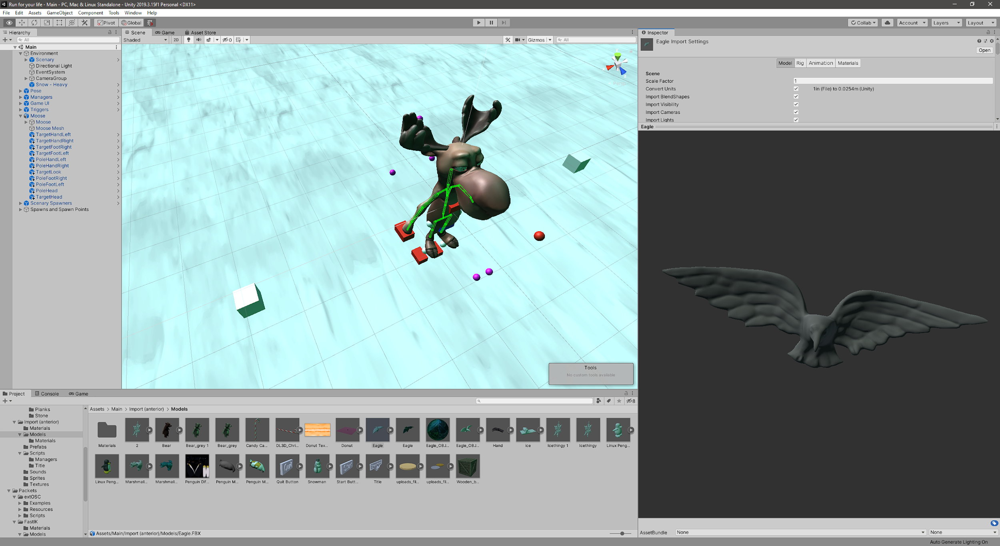 Run for your life - Main - PC, Mac & Linux Standalone - Unity 2019.3.15f1 Personal <DX11>
File Edit Assets GameObject Component Tools Window Help
Pivot Global Collab Account Layers Layout
Hierarchy
All
Main
Environment
Scenary
Directional Light
EventSystem
CameraGroup
Snow - Heavy
Pose
Managers
Game UI
Triggers
Moose
Moose
Moose Mesh
TargetHandLeft
TargetHandRight
TargetFootRight
TargetFootLeft
PoleHandLeft
PoleHandRight
TargetLook
PoleFootRight
PoleFootLeft
PoleHead
TargetHead
Scenary Spawners
Spawns and Spawn Points
Scene Game Asset Store
Shaded 2D 0 Gizmos All
y
x
z
Persp
Tools
No custom tools available
Inspector
Eagle Import Settings
Open
Model Rig Animation Materials
Scene
Scale Factor 1
Convert Units 1in (File) to 0.0254m (Unity)
Import BlendShapes
Import Visibility
Import Cameras
Import Lights
Eagle
Project Console Game
8
Planks
Stone
Import (anterior)
Materials
Models
Materials
Prefabs
Scripts
Managers
Title
Sounds
Sprites
Textures
Packets
extOSC
Examples
Resources
Scripts
FastIK
Materials
Models
Assets > Main > Import (anterior) > Models
Materials 2 Bear Bear_grey 1 Bear_grey Candy Ca... DL3D_Chri... Donut Tex... Donut Eagle Eagle Eagle_OBJ... Eagle_OBJ... Hand ice Icethingy 1 Icethingy Linux Peng...
Linux Peng... Marshmall... Marshmall... Penguin Dif... Penguin M... Penguin M... Quit Button Snowman Start Butt... Title uploads_fil... uploads_fil... Wooden_b...
Assets/Main/Import (anterior)/Models/Eagle.FBX
AssetBundle None None
Auto Generate Lighting On